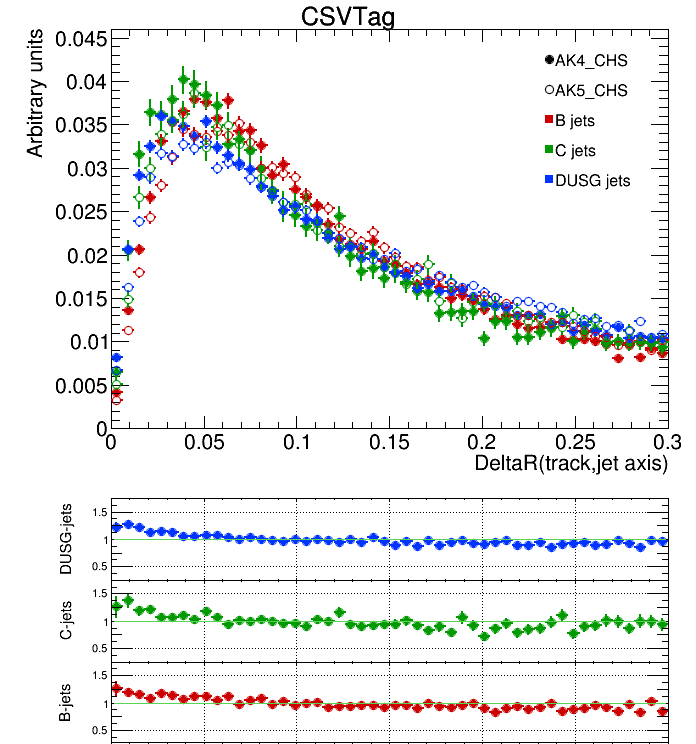 CSVTag
Arbitrary units
0.045
0.04
0.035
0.03
0.025
0.02
0.015
0.01
0.005
0
AK4_CHS
AK5_CHS
B jets
C jets
DUSG jets
0 0.05 0.1 0.15 0.2 0.25 0.3
DeltaR(track,jet axis)
DUSG-jets
1.5
1
0.5
C-jets
1.5
1
0.5
B-jets
1.5
1
0.5